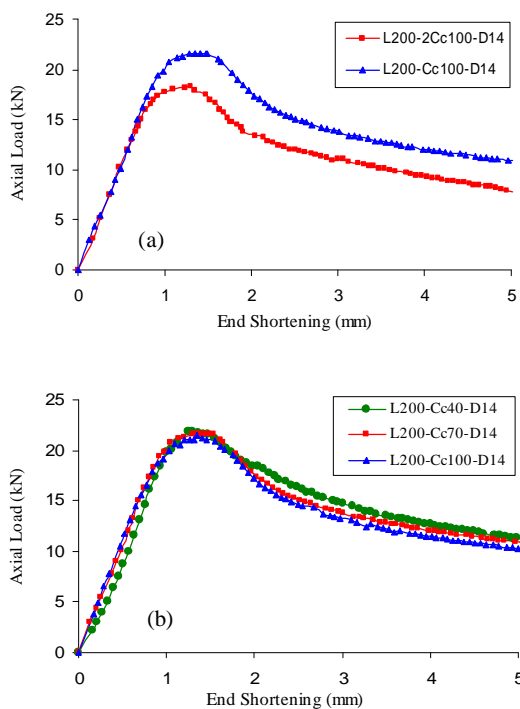 25
20
15
10
5
0
Axial Load (kN)
L200-2Cc100-D14
L200-Cc100-D14
(a)
0 1 2 3 4 5
End Shortening (mm)
25
20
15
10
5
0
Axial Load (kN)
L200-Cc40-D14
L200-Cc70-D14
L200-Cc100-D14
(b)
0 1 2 3 4 5
End Shortening (mm)